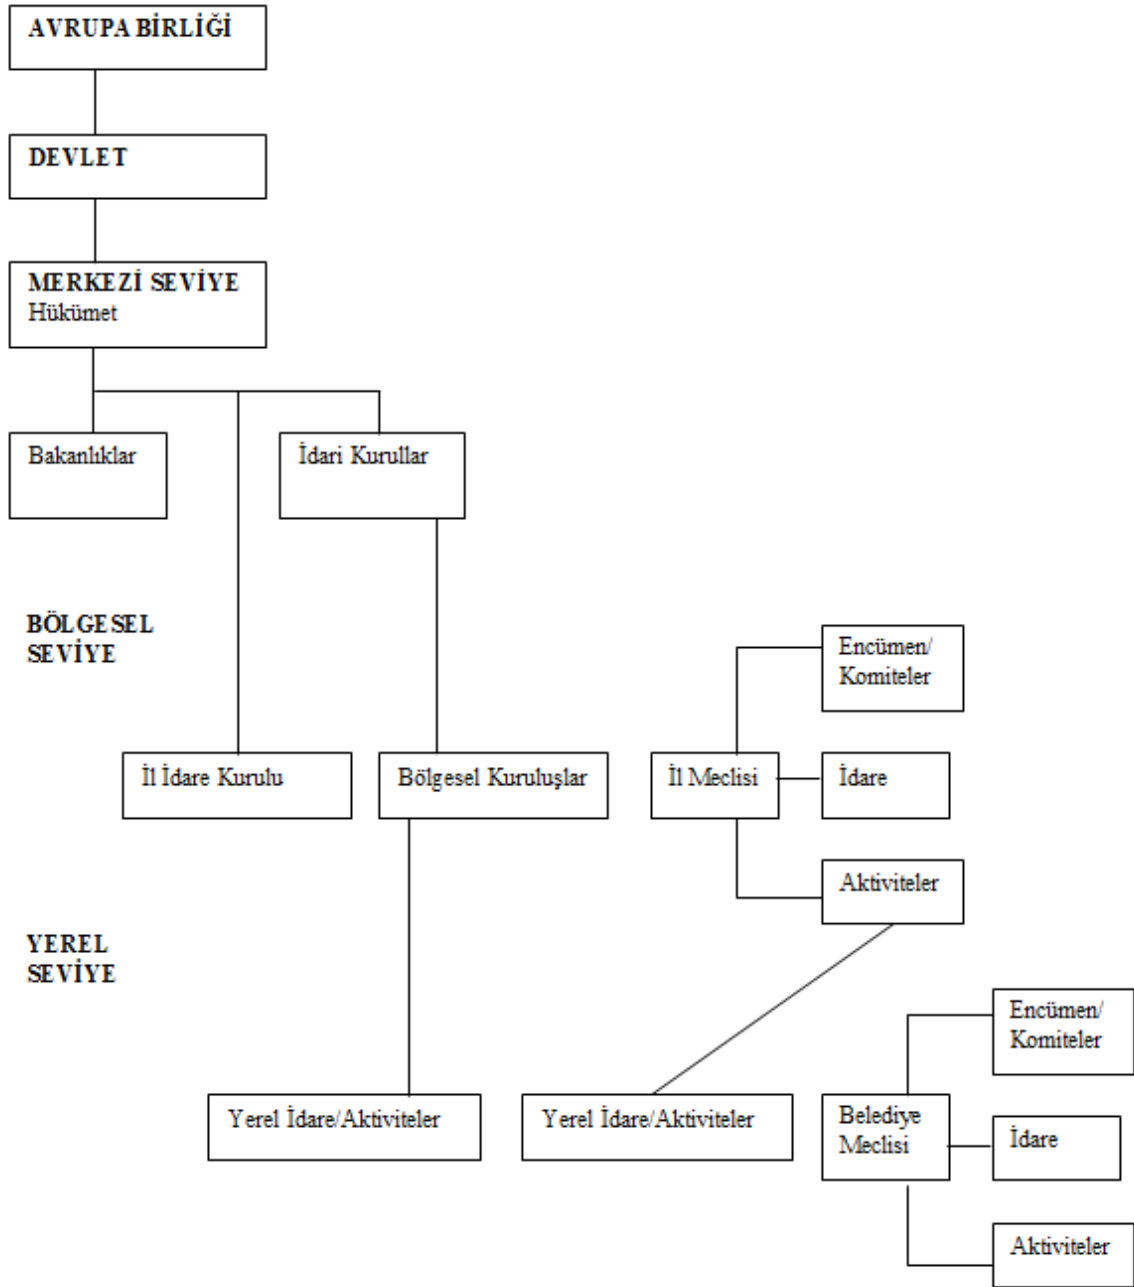 AVRUPA BİRLİĞİ
DEVLET
MERKEZİ SEVİYE
Hükümet
Bakanlıklar
İdari Kurullar
BÖLGESEL
SEVİYE
Encümen/
Komiteler
İl İdare Kurulu
Bölgesel Kuruluşlar
İl Meclisi
İdare
Aktiviteler
YEREL
SEVİYE
Encümen/
Komiteler
Yerel İdare/Aktiviteler
Yerel İdare/Aktiviteler
Belediye
Meclisi
İdare
Aktiviteler